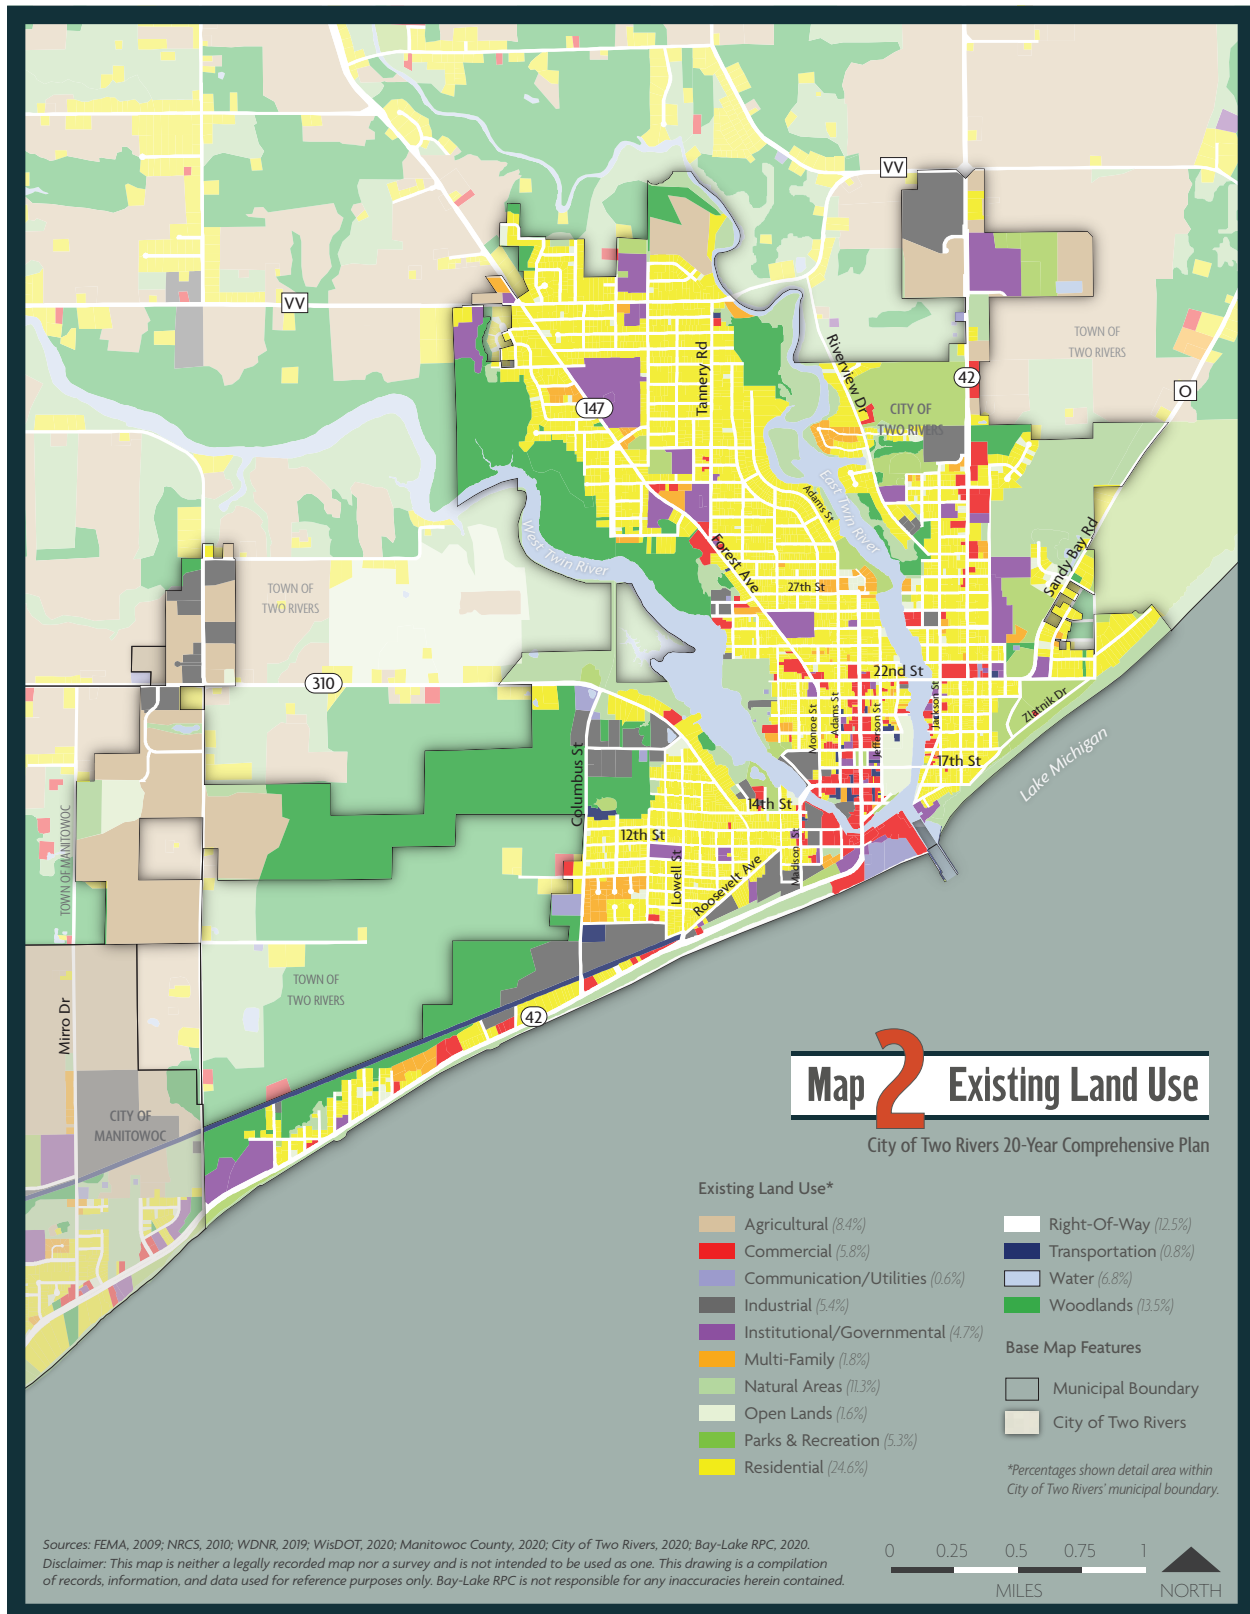 VV
VV
TOWN OF
TWO RIVERS
Riverview Dr
Tannery Rd
42
O
147
CITY OF
TWO RIVERS
East Twin River
Adams St
West Twin River
Forest Ave
Sandy Bay Rd
27th St
TOWN OF
TWO RIVERS
310
22nd St
Monroe St
Adams St
Jefferson St
Jackson St
Zlatnik Dr
Lake Michigan
17th St
Columbus St
14th St
12th St
Madison St
Lowell St
Roosevelt Ave
TOWN OF MANITOWOC
TOWN OF
TWO RIVERS
Mirro Dr
42
CITY OF
MANITOWOC
Map 2 Existing Land Use
City of Two Rivers 20-Year Comprehensive Plan
Existing Land Use*
Agricultural (8.4%)
Commercial (5.8%)
Communication/Utilities (0.6%)
Industrial (5.4%)
Institutional/Governmental (4.7%)
Multi-Family (1.8%)
Natural Areas (11.3%)
Open Lands (1.6%)
Parks & Recreation (5.3%)
Residential (24.6%)
Right-Of-Way (12.5%)
Transportation (0.8%)
Water (6.8%)
Woodlands (13.5%)
Base Map Features
Municipal Boundary
City of Two Rivers
*Percentages shown detail area within
City of Two Rivers' municipal boundary.
Sources: FEMA, 2009; NRCS, 2010; WDNR, 2019; WisDOT, 2020; Manitowoc County, 2020; City of Two Rivers, 2020; Bay-Lake RPC, 2020.
Disclaimer: This map is neither a legally recorded map nor a survey and is not intended to be used as one. This drawing is a compilation
of records, information, and data used for reference purposes only. Bay-Lake RPC is not responsible for any inaccuracies herein contained.
0 0.25 0.5 0.75 1
MILES
NORTH